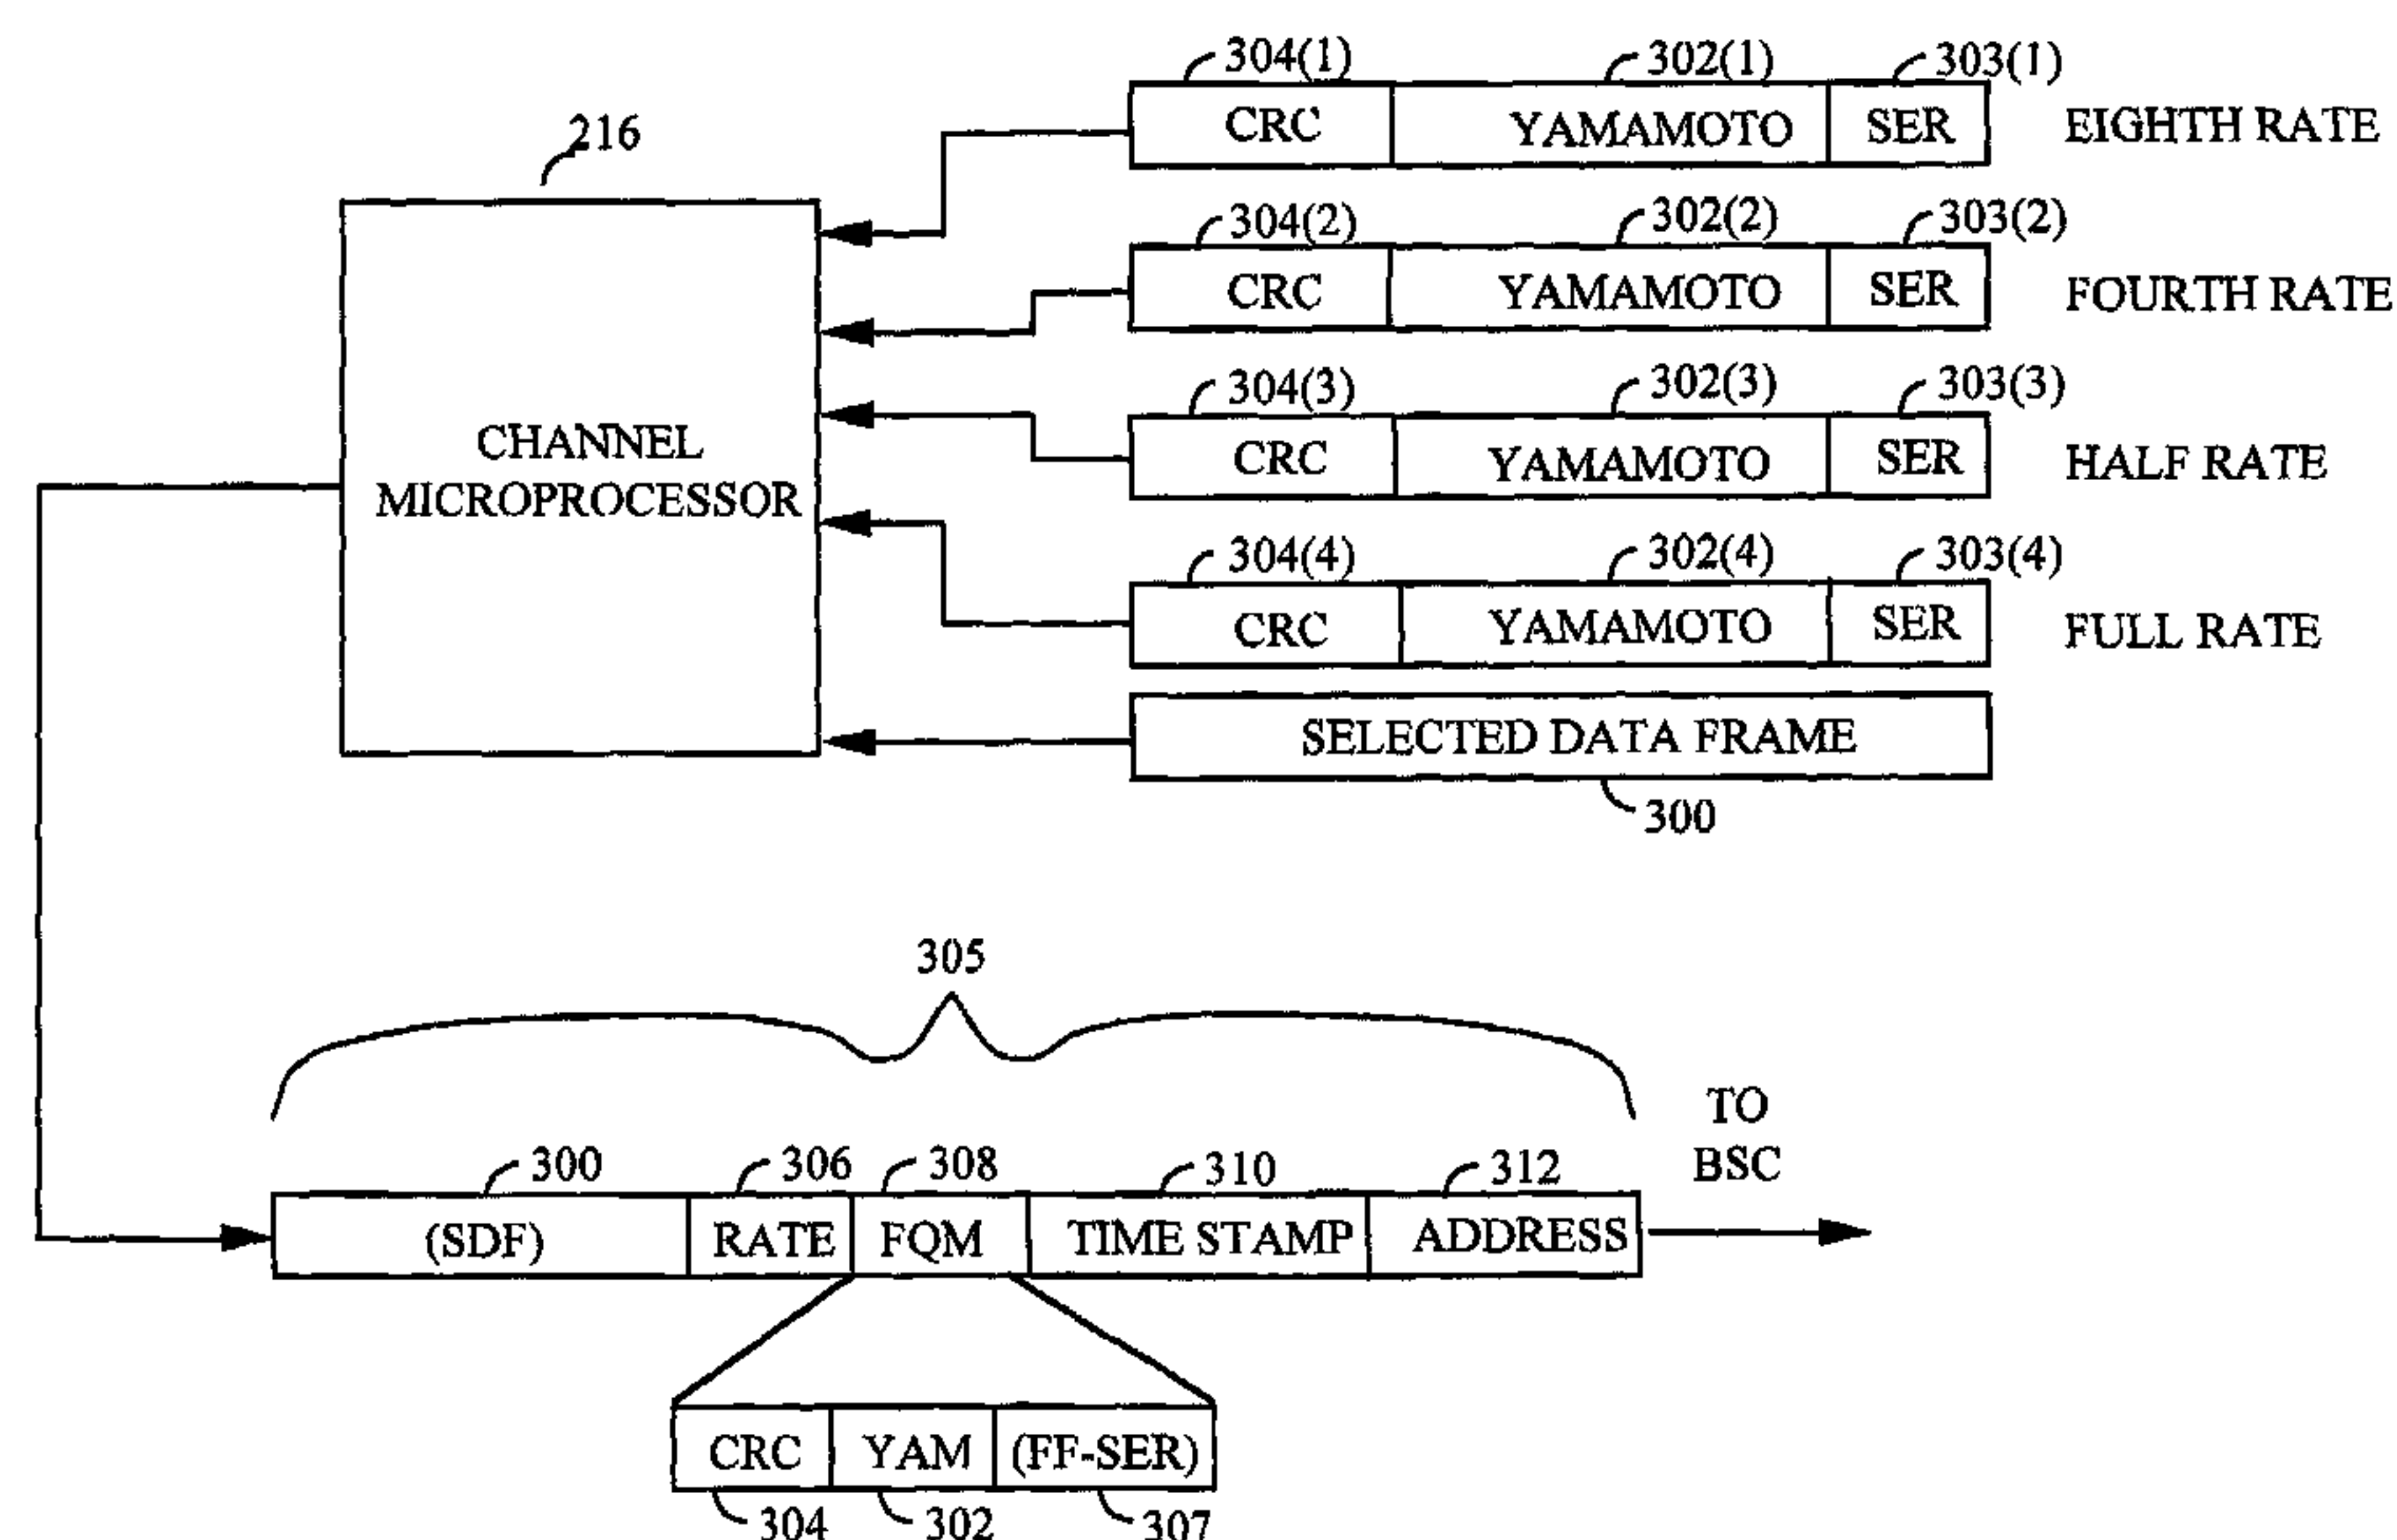 304(1) 302(1) 303(1)
CRC YAMAMOTO SER EIGHTH RATE
216
304(2) 302(2) 303(2)
CRC YAMAMOTO SER FOURTH RATE
304(3) 302(3) 303(3)
CHANNEL
MICROPROCESSOR
CRC YAMAMOTO SER HALF RATE
304(4) 302(4) 303(4)
CRC YAMAMOTO SER FULL RATE
SELECTED DATA FRAME
300
305
TO
BSC
300 306 308 310 312
(SDF) RATE FQM TIME STAMP ADDRESS
CRC YAM (FF-SER)
304 302 307